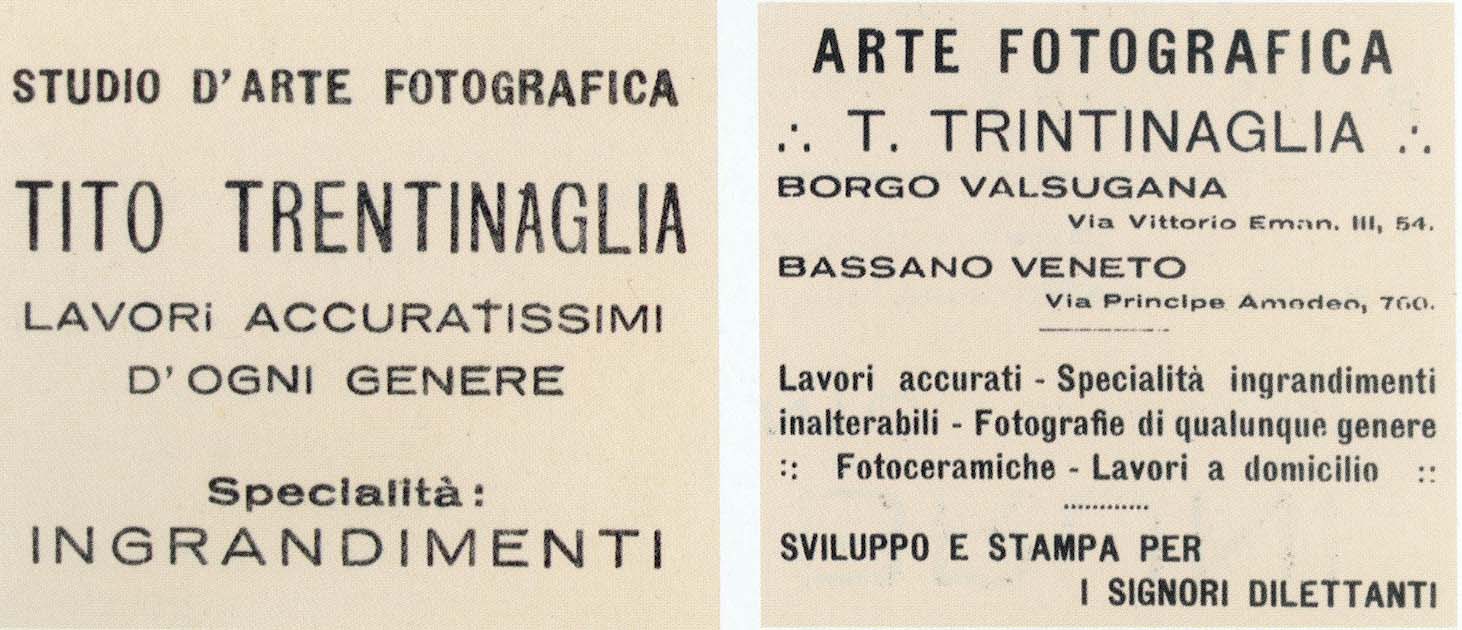 STUDIO D'ARTE FOTOGRAFICA
TITO TRENTINAGLIA
LAVORi ACCURATISSIMI
D'OGNI GENERE
Specialità:
INGRANDIMENTI
ARTE FOTOGRAFICA
∴ T. TRINTINAGLIA ∴
BORGO VALSUGANA
Via Vittorio Eman. III, 54.
BASSANO VENETO
Via Principe Amedeo, 760.
Lavori accurati - Specialità ingrandimenti
inalterabili - Fotografie di qualunque genere
:: Fotoceramiche - Lavori a domicilio ::
SVILUPPO E STAMPA PER
I SIGNORI DILETTANTI